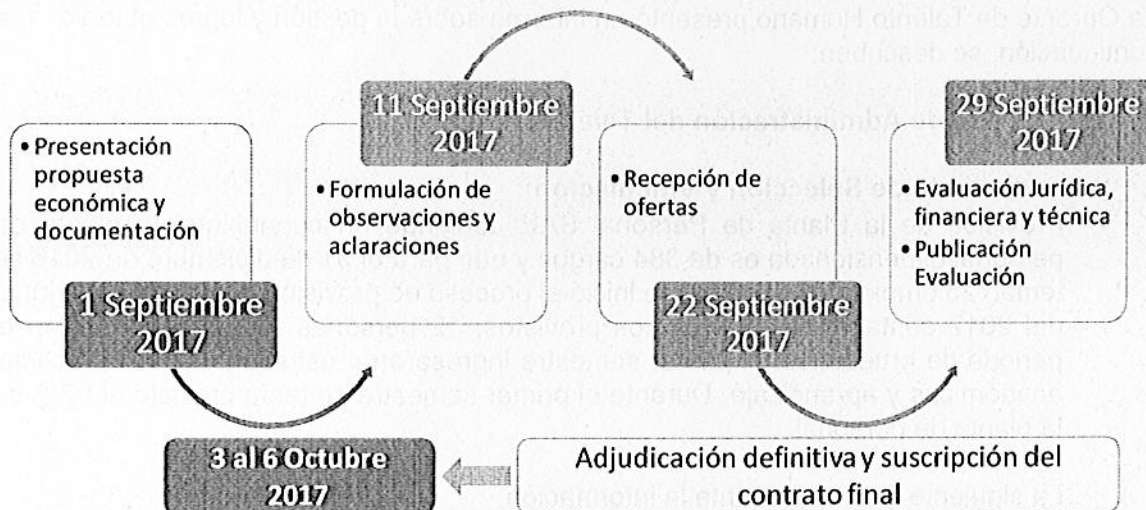 11 Septiembre
2017
29 Septiembre
2017
• Presentación
propuesta
económica y
documentación
• Formulación de
observaciones y
aclaraciones
• Recepción de
ofertas
• Evaluación Jurídica,
financiera y técnica
• Publicación
Evaluación
1 Septiembre
2017
22 Septiembre
2017
3 al 6 Octubre
2017
Adjudicación definitiva y suscripción del
contrato final